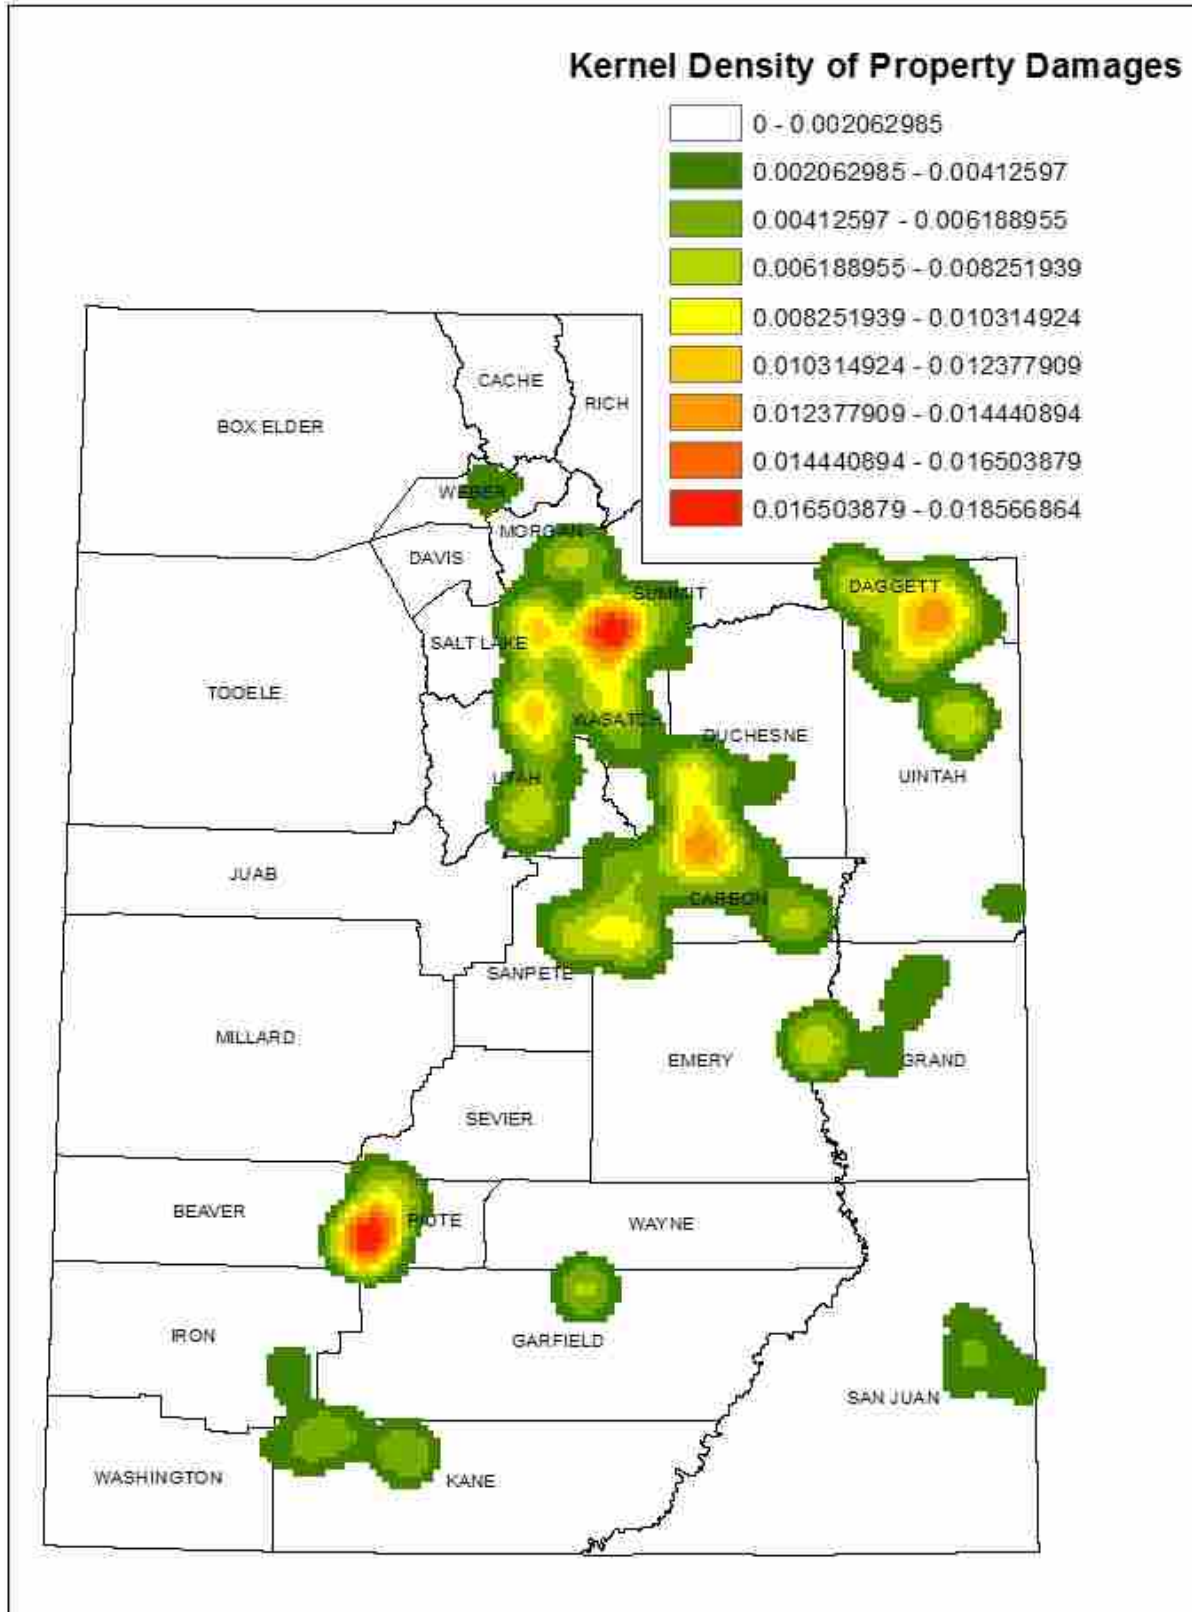 Kernel Density of Property Damages
0 - 0.002062985
0.002062985 - 0.00412597
0.00412597 - 0.006188955
0.006188955 - 0.008251939
0.008251939 - 0.010314924
0.010314924 - 0.012377909
0.012377909 - 0.014440894
0.014440894 - 0.016503879
0.016503879 - 0.018566864
CACHE
RICH
BOX ELDER
WEBER
MORGAN
DAVIS
DAGGETT
SUMMIT
SALT LAKE
TOOELE
WASATCH
DUCHESNE
UTAH
UINTAH
JUAB
CARBON
SANPETE
MILLARD
EMERY
GRAND
SEVIER
BEAVER
PIUTE
WAYNE
IRON
GARFIELD
SAN JUAN
WASHINGTON
KANE